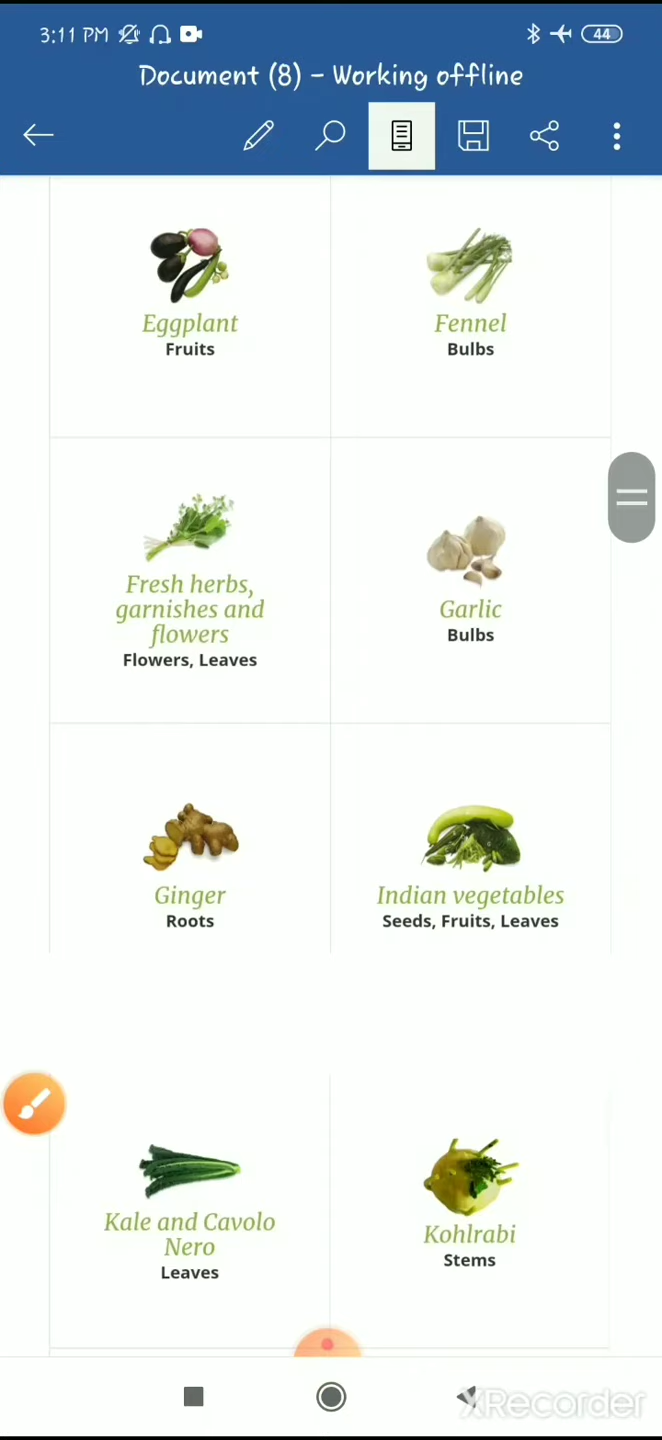 3:11 PM
44
Document (8) – Working offline
Eggplant
Fruits
Fennel
Bulbs
Fresh herbs,
garnishes and
flowers
Flowers, Leaves
Garlic
Bulbs
Ginger
Roots
Indian vegetables
Seeds, Fruits, Leaves
Kale and Cavolo
Nero
Leaves
Kohlrabi
Stems
XRecorder